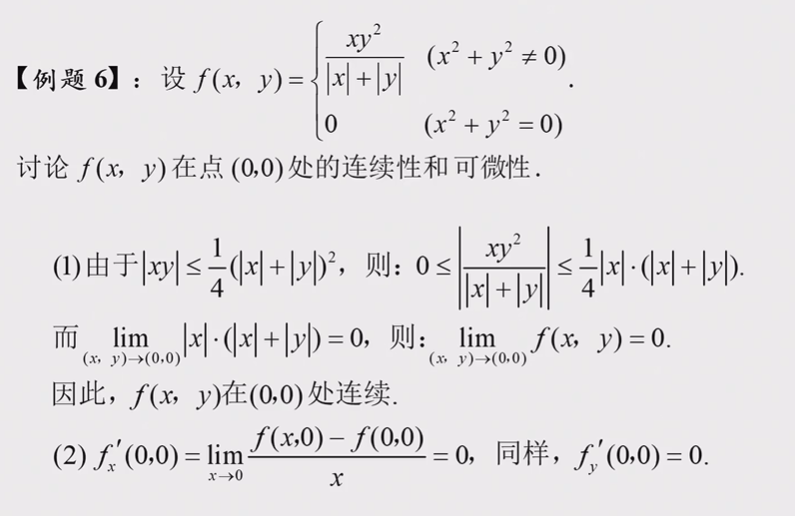 【例题 6】: 设 f(x, y) = { xy²/(|x|+|y|) (x² + y² ≠ 0)
0 (x² + y² = 0) .
讨论 f(x, y) 在点 (0,0) 处的连续性和可微性.
(1) 由于 |xy| ≤ 1/4 (|x|+|y|)², 则: 0 ≤ | xy²/(||x|+|y||) | ≤ 1/4 |x|·(|x|+|y|).
而 lim_{(x, y)→(0,0)} |x|·(|x|+|y|) = 0, 则: lim_{(x, y)→(0,0)} f(x, y) = 0.
因此, f(x, y)在(0,0) 处连续.
(2) fₓ′(0,0) = lim_{x→0} (f(x,0) − f(0,0))/x = 0, 同样, f_y′(0,0) = 0.